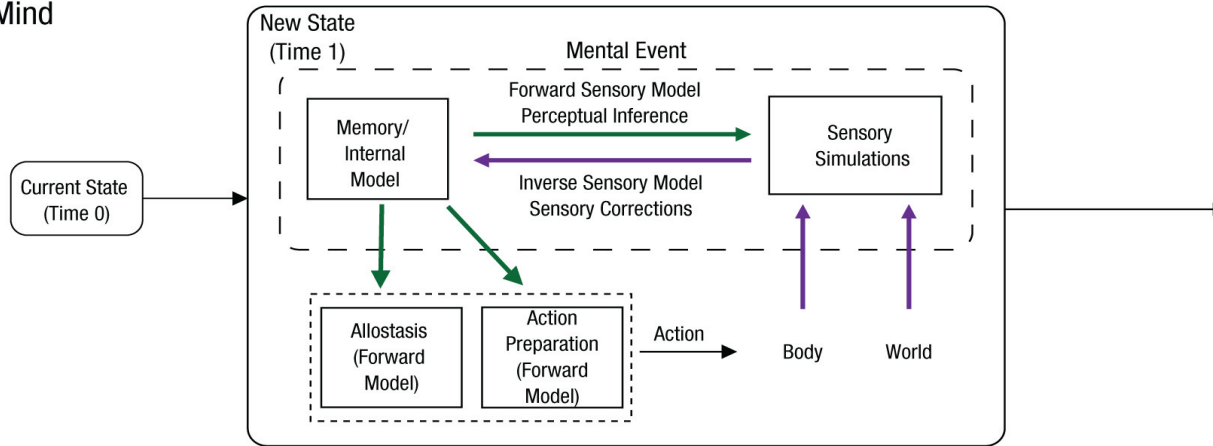 Mind
New State
(Time 1)
Mental Event
Forward Sensory Model
Perceptual Inference
Memory/
Internal
Model
Sensory
Simulations
Inverse Sensory Model
Sensory Corrections
Current State
(Time 0)
Allostasis
(Forward
Model)
Action
Preparation
(Forward
Model)
Action
Body
World